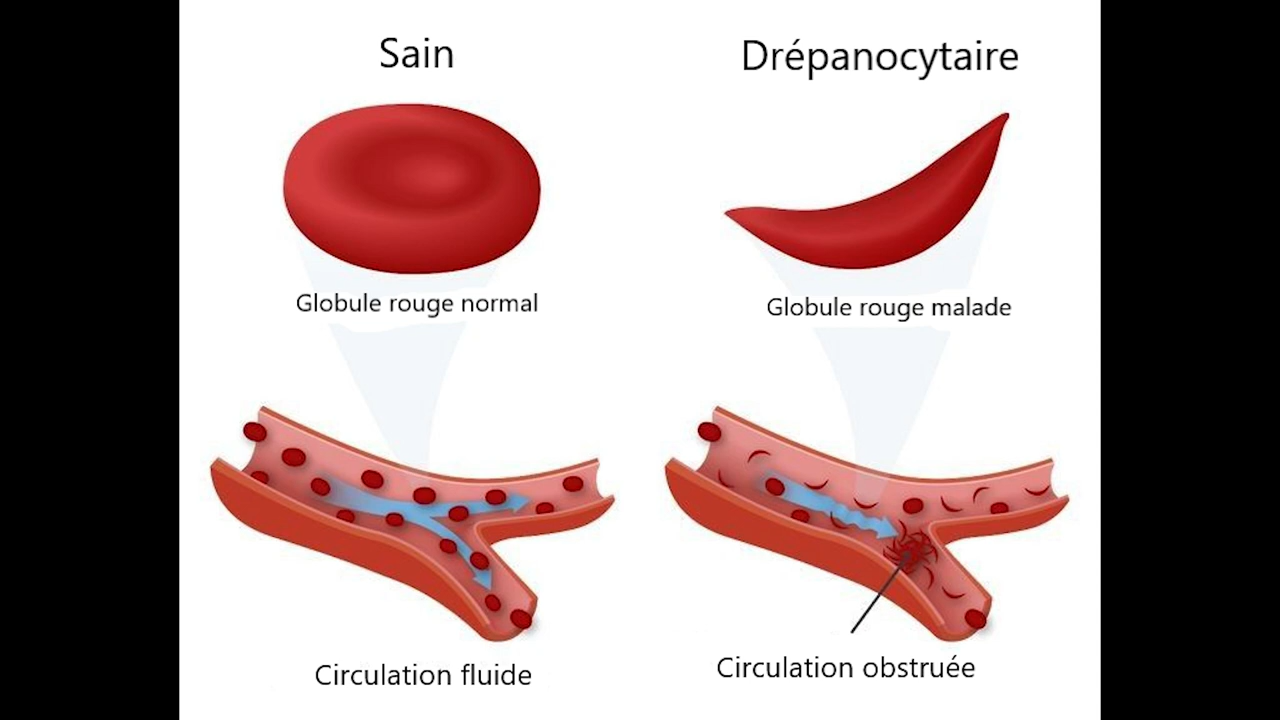 Sain
Drépanocytaire
Globule rouge normal
Globule rouge malade
Circulation fluide
Circulation obstruée